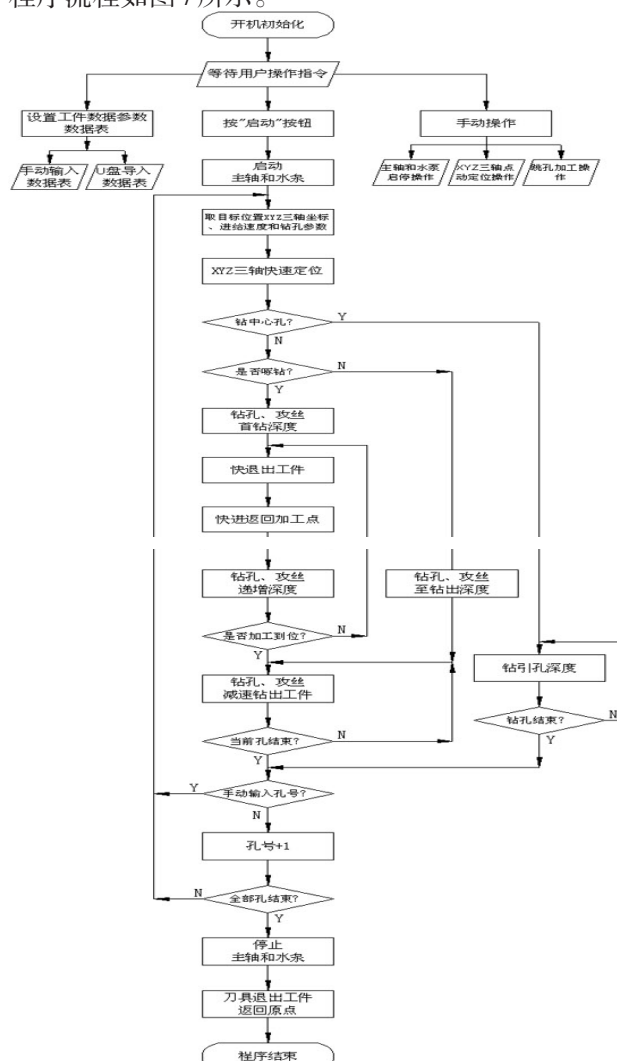 程序流程如图7所示。
开机初始化
等待用户操作指令
设置工件数据参数
数据表
按"启动"按钮
手动操作
手动输入
数据表
U盘导入
数据表
启动
主轴和水泵
主轴和水泵
启停操作
XYZ三轴点
动定位操作
跳孔加工操
作
取目标位置XYZ三轴坐标
、进给速度和钻孔参数
XYZ三轴快速定位
钻中心孔?
Y
N
是否啄钻?
N
Y
钻孔、攻丝
首钻深度
快退出工件
快进返回加工点
钻孔、攻丝
递增深度
钻孔、攻丝
至钻出深度
是否加工到位?
N
Y
钻引孔深度
钻孔、攻丝
减速钻出工件
钻孔结束?
N
Y
当前孔结束?
N
Y
手动输入孔号?
Y
N
孔号+1
全部孔结束?
N
Y
停止
主轴和水泵
刀具退出工件
返回原点
程序结束